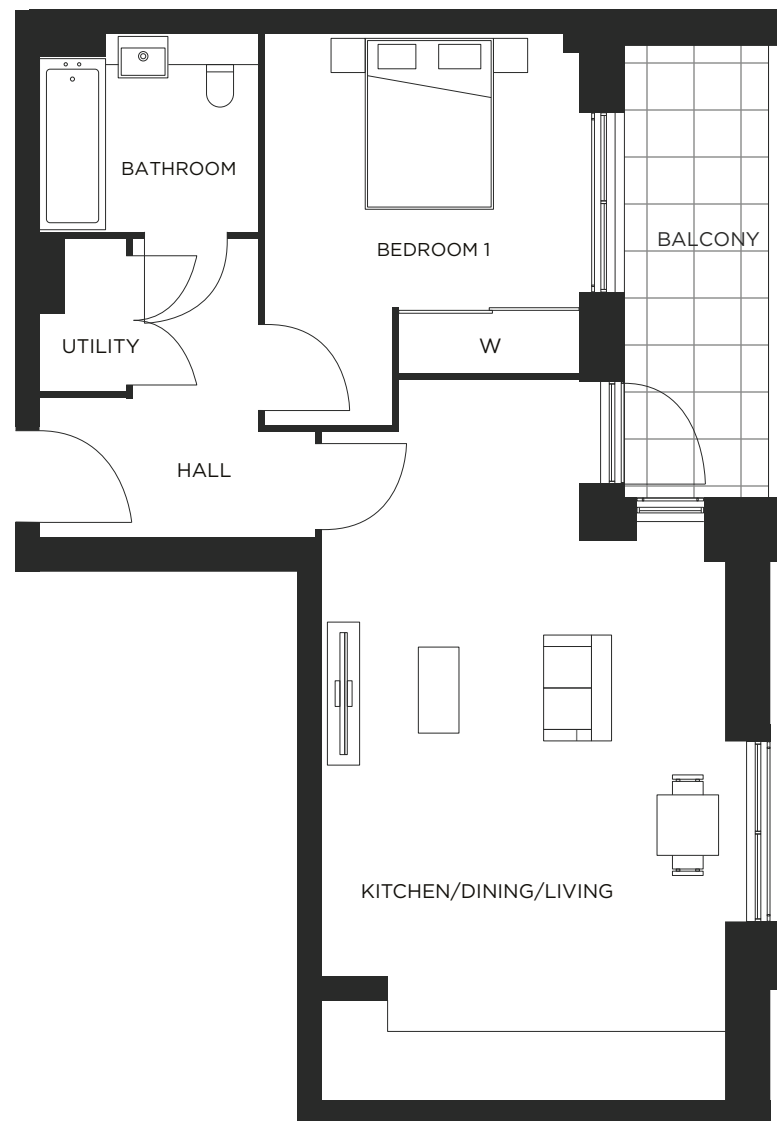 BATHROOM
BEDROOM 1
BALCONY
UTILITY
W
HALL
KITCHEN/DINING/LIVING